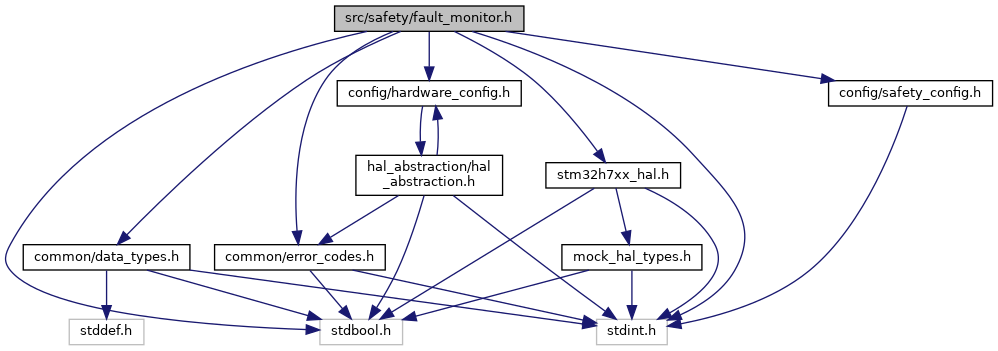 src/safety/fault_monitor.h
config/hardware_config.h
config/safety_config.h
hal_abstraction/hal
_abstraction.h
stm32h7xx_hal.h
common/data_types.h
common/error_codes.h
mock_hal_types.h
stddef.h
stdbool.h
stdint.h